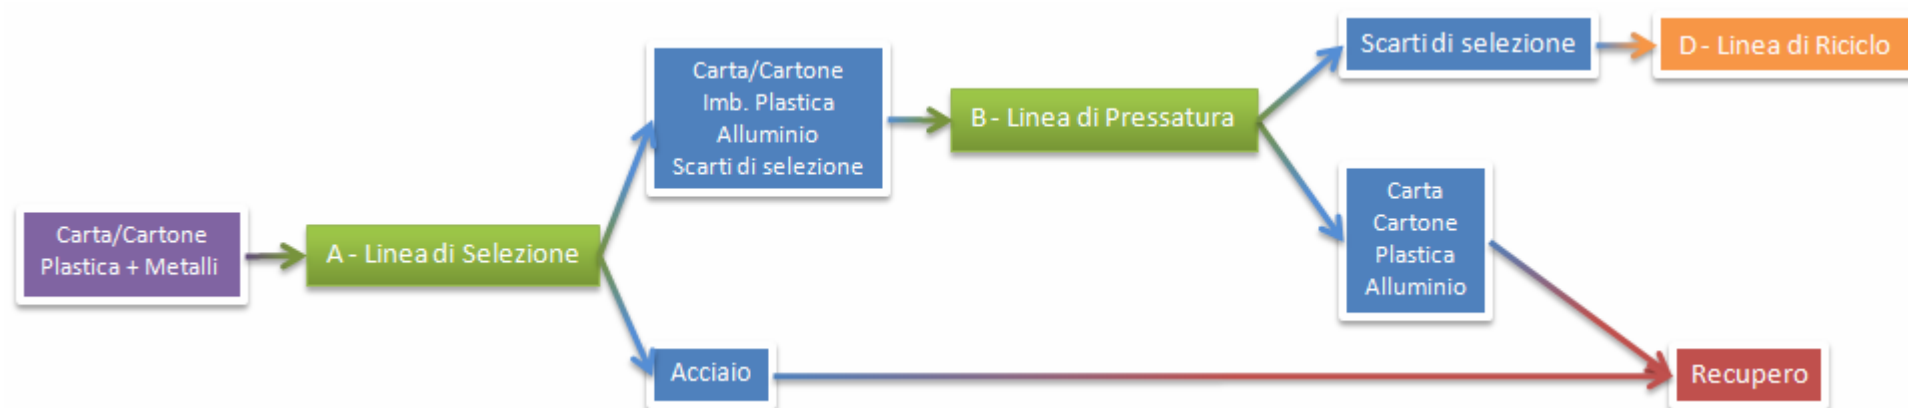 Carta/Cartone
Plastica + Metalli
A - Linea di Selezione
Carta/Cartone
Imb. Plastica
Alluminio
Scarti di selezione
Acciaio
B - Linea di Pressatura
Scarti di selezione
D - Linea di Riciclo
Carta
Cartone
Plastica
Alluminio
Recupero